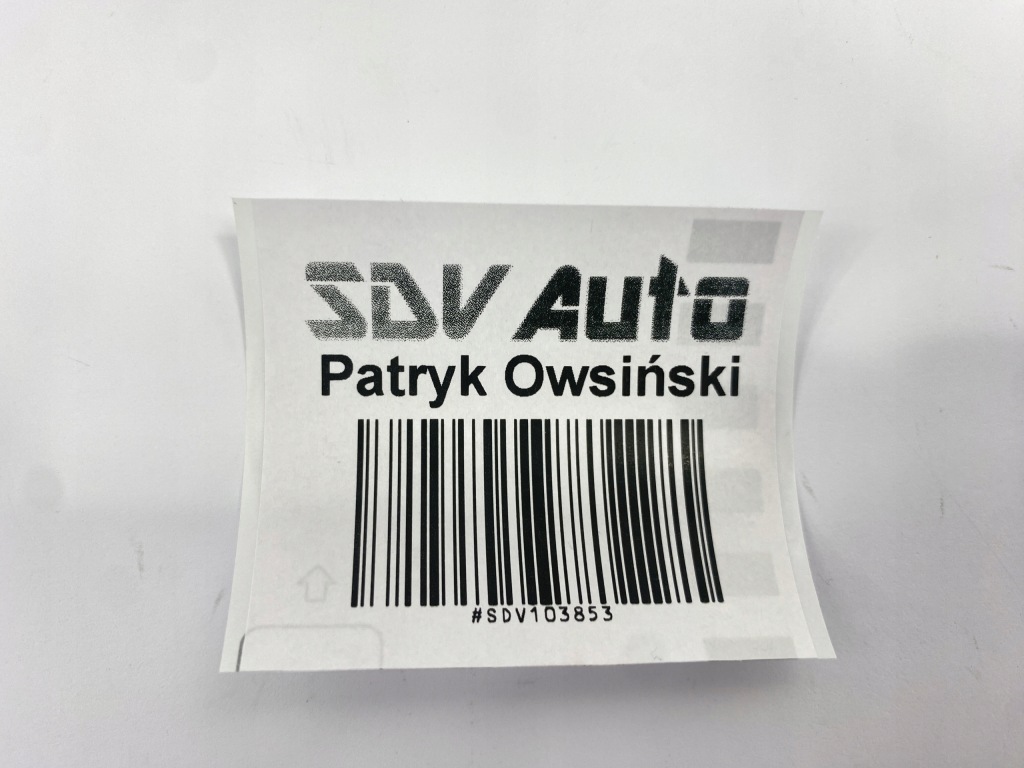 SDV Auto
Patryk Owsiński
#SDV103853